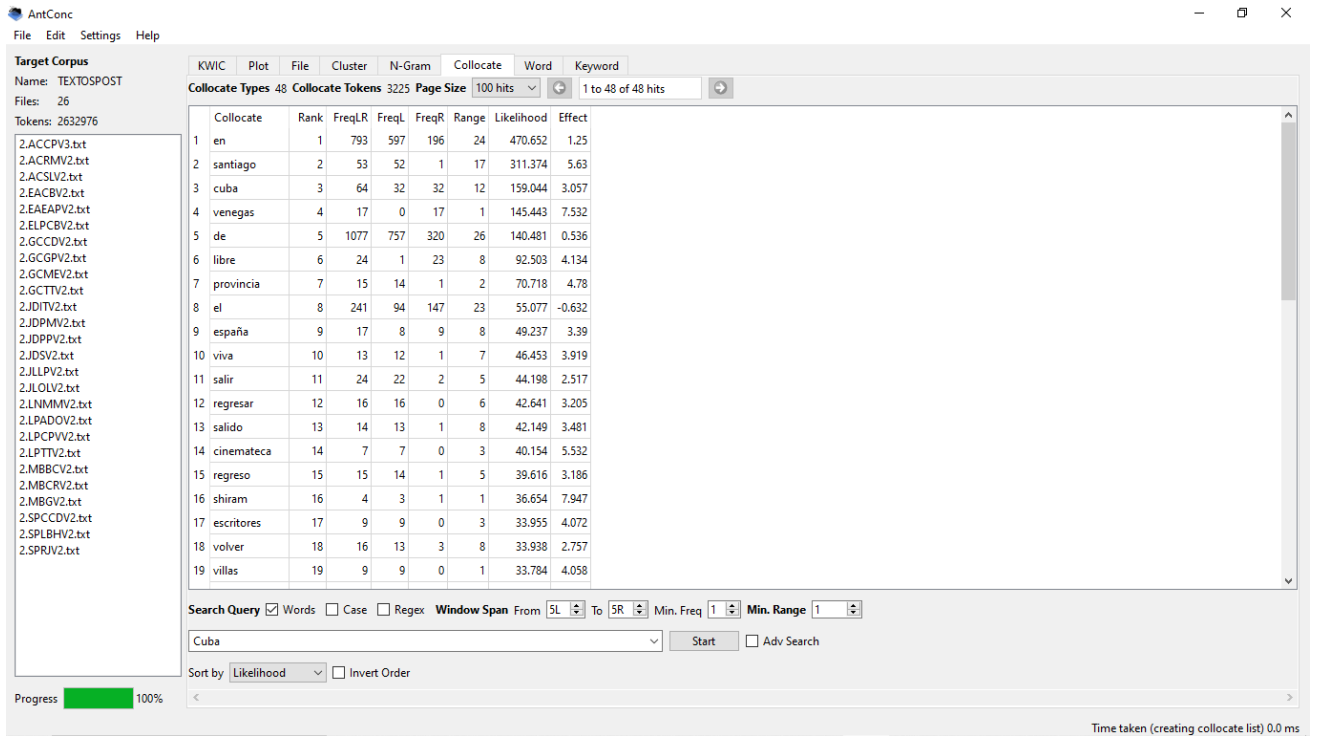 AntConc
File Edit Settings Help
Target Corpus
Name: TEXTOSPOST
Files: 26
Tokens: 2632976
2.ACCPV3.txt
2.ACRMV2.txt
2.ACSLV2.txt
2.EACBV2.txt
2.EAEAPV2.txt
2.ELPCBV2.txt
2.GCCDV2.txt
2.GCGPV2.txt
2.GCMEV2.txt
2.GCTTV2.txt
2.JDITV2.txt
2.JDPMV2.txt
2.JDPPV2.txt
2.JDSV2.txt
2.JLLPV2.txt
2.JLOLV2.txt
2.LNMMV2.txt
2.LPADOV2.txt
2.LPCPVV2.txt
2.LPTTV2.txt
2.MBBCV2.txt
2.MBCRV2.txt
2.MBGV2.txt
2.SPCCDV2.txt
2.SPLBHV2.txt
2.SPRJV2.txt
Progress 100%
KWIC Plot File Cluster N-Gram Collocate Word Keyword
Collocate Types 48 Collocate Tokens 3225 Page Size 100 hits 1 to 48 of 48 hits
Collocate Rank FreqLR FreqL FreqR Range Likelihood Effect
1 en 1 793 597 196 24 470.652 1.25
2 santiago 2 53 52 1 17 311.374 5.63
3 cuba 3 64 32 32 12 159.044 3.057
4 venegas 4 17 0 17 1 145.443 7.532
5 de 5 1077 757 320 26 140.481 0.536
6 libre 6 24 1 23 8 92.503 4.134
7 provincia 7 15 14 1 2 70.718 4.78
8 el 8 241 94 147 23 55.077 -0.632
9 españa 9 17 8 9 8 49.237 3.39
10 viva 10 13 12 1 7 46.453 3.919
11 salir 11 24 22 2 5 44.198 2.517
12 regresar 12 16 16 0 6 42.641 3.205
13 salido 13 14 13 1 8 42.149 3.481
14 cinemateca 14 7 7 0 3 40.154 5.532
15 regreso 15 15 14 1 5 39.616 3.186
16 shiram 16 4 3 1 1 36.654 7.947
17 escritores 17 9 9 0 3 33.955 4.072
18 volver 18 16 13 3 8 33.938 2.757
19 villas 19 9 9 0 1 33.784 4.058
Search Query Words Case Regex Window Span From 5L To 5R Min. Freq 1 Min. Range 1
Cuba Start Adv Search
Sort by Likelihood Invert Order
Time taken (creating collocate list) 0.0 ms